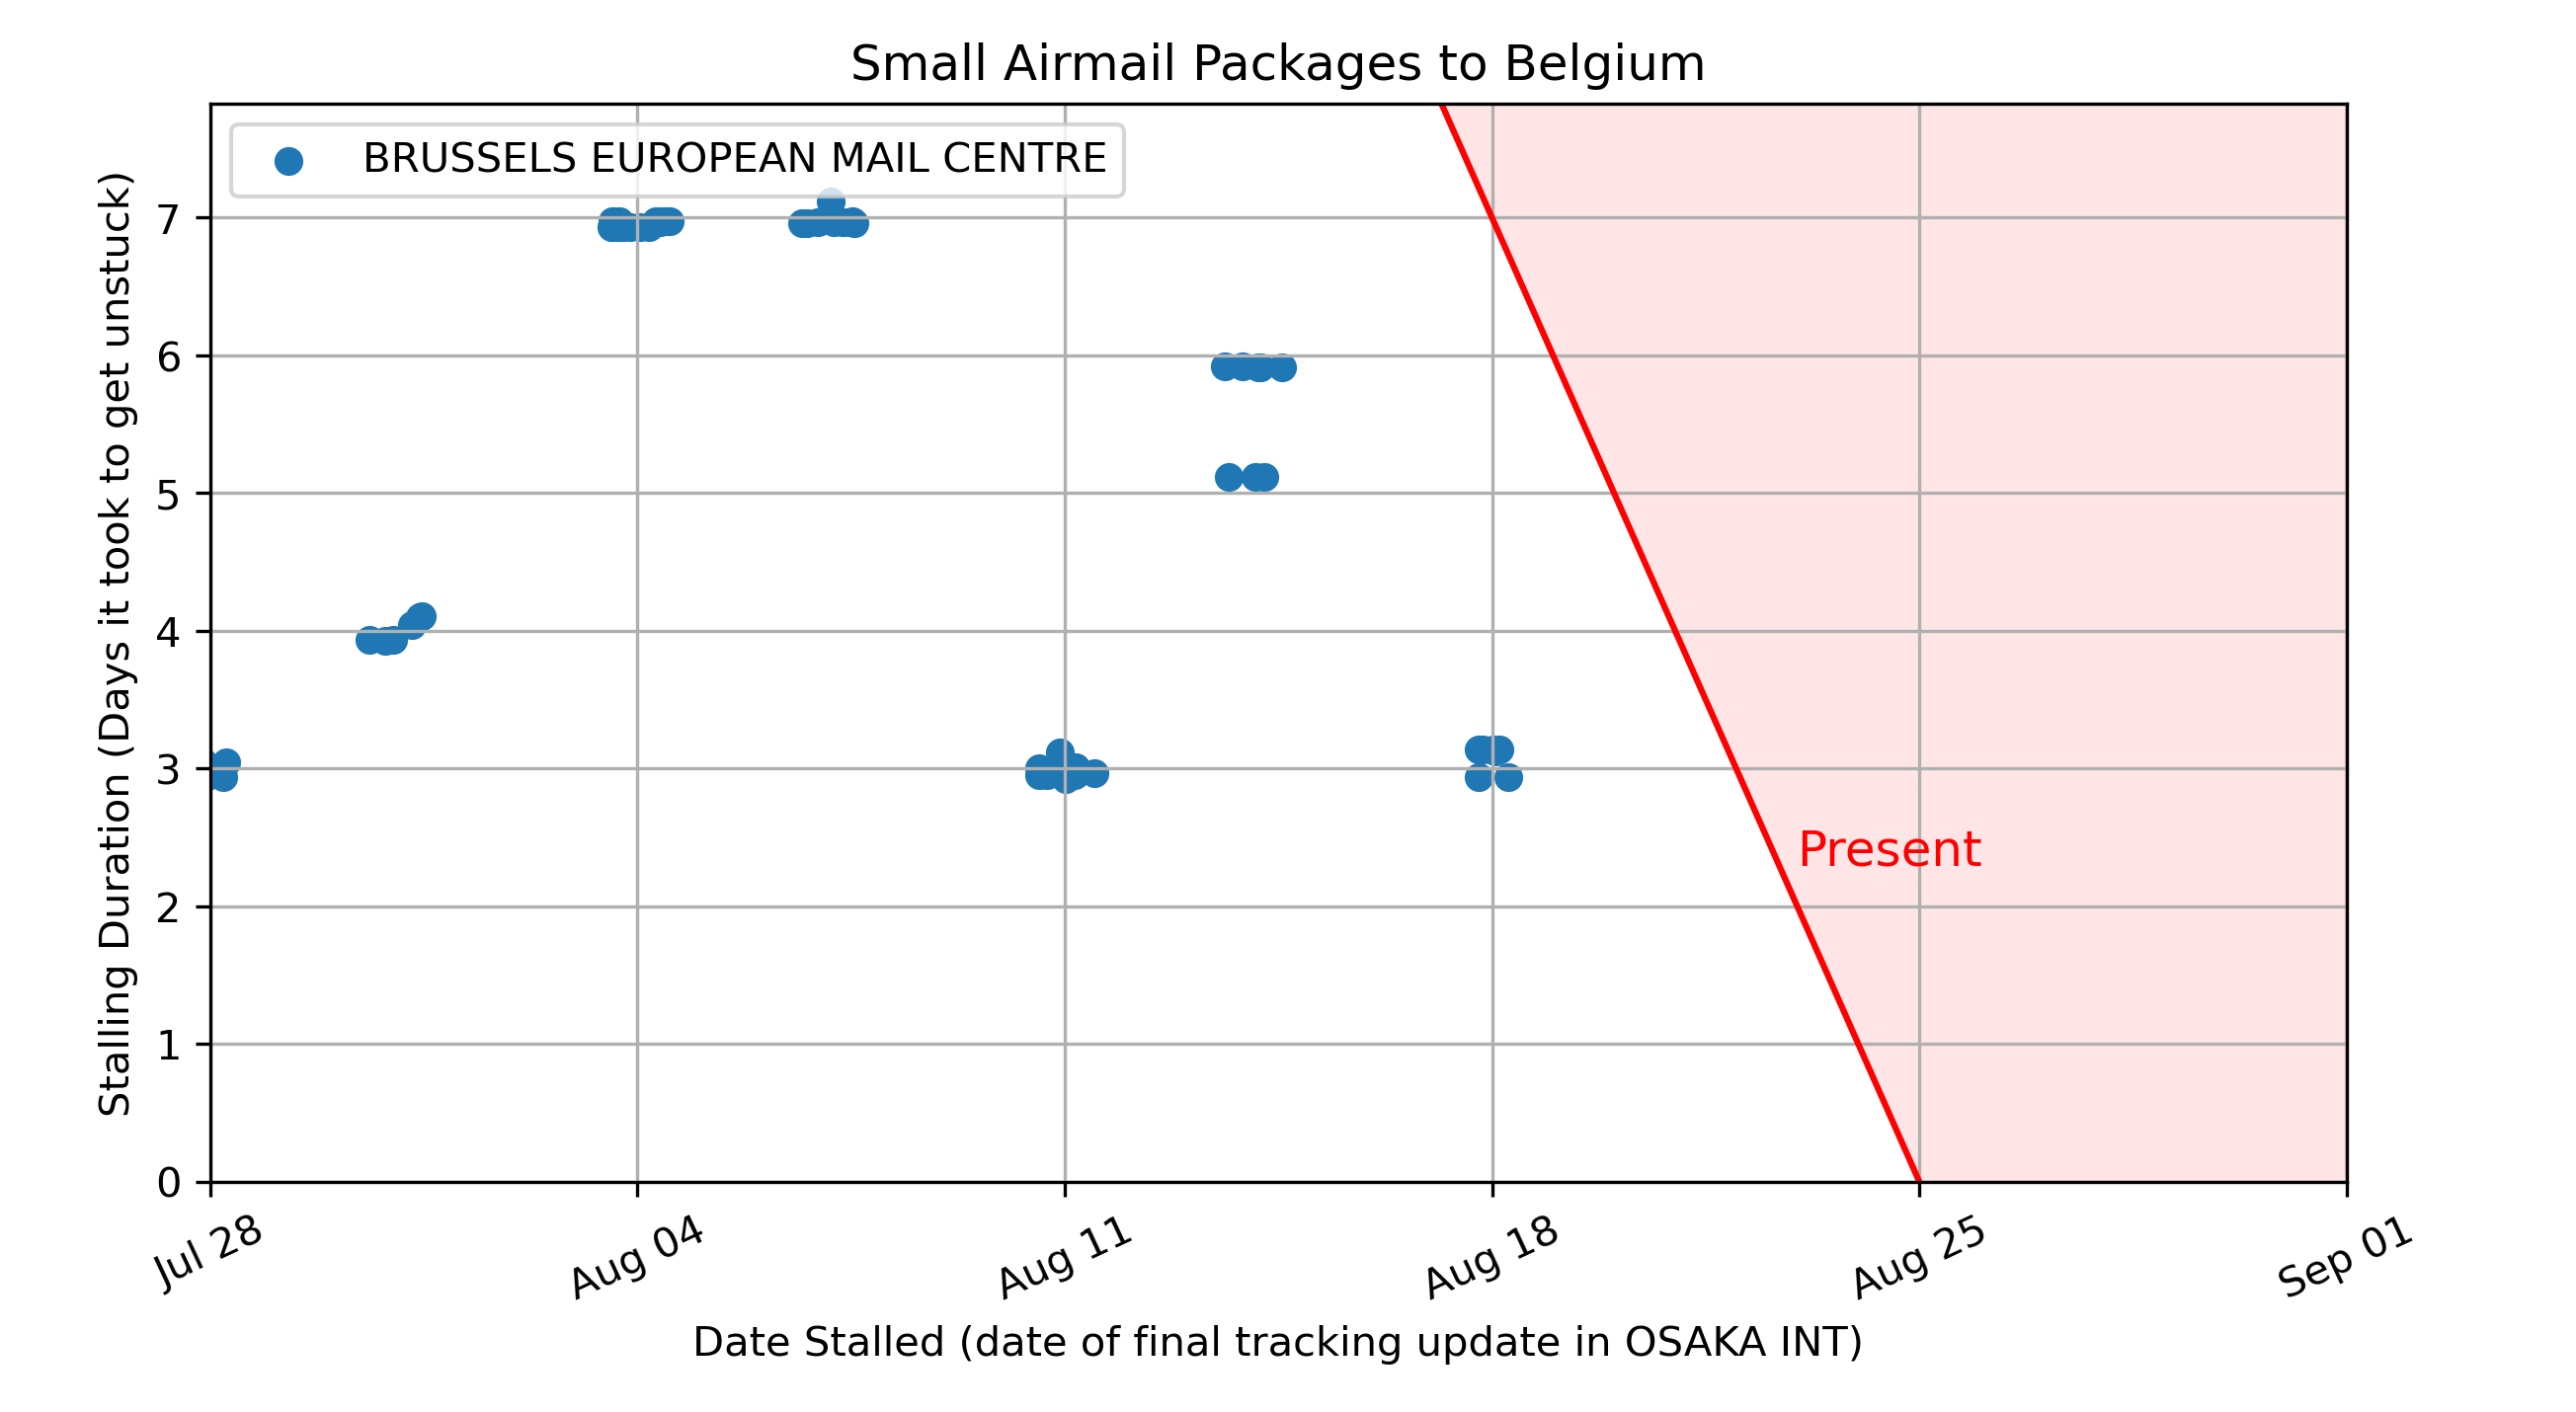 Small Airmail Packages to Belgium
BRUSSELS EUROPEAN MAIL CENTRE
Stalling Duration (Days it took to get unstuck)
7
6
5
4
3
2
1
0
Present
Jul 28
Aug 04
Aug 11
Aug 18
Aug 25
Sep 01
Date Stalled (date of final tracking update in OSAKA INT)